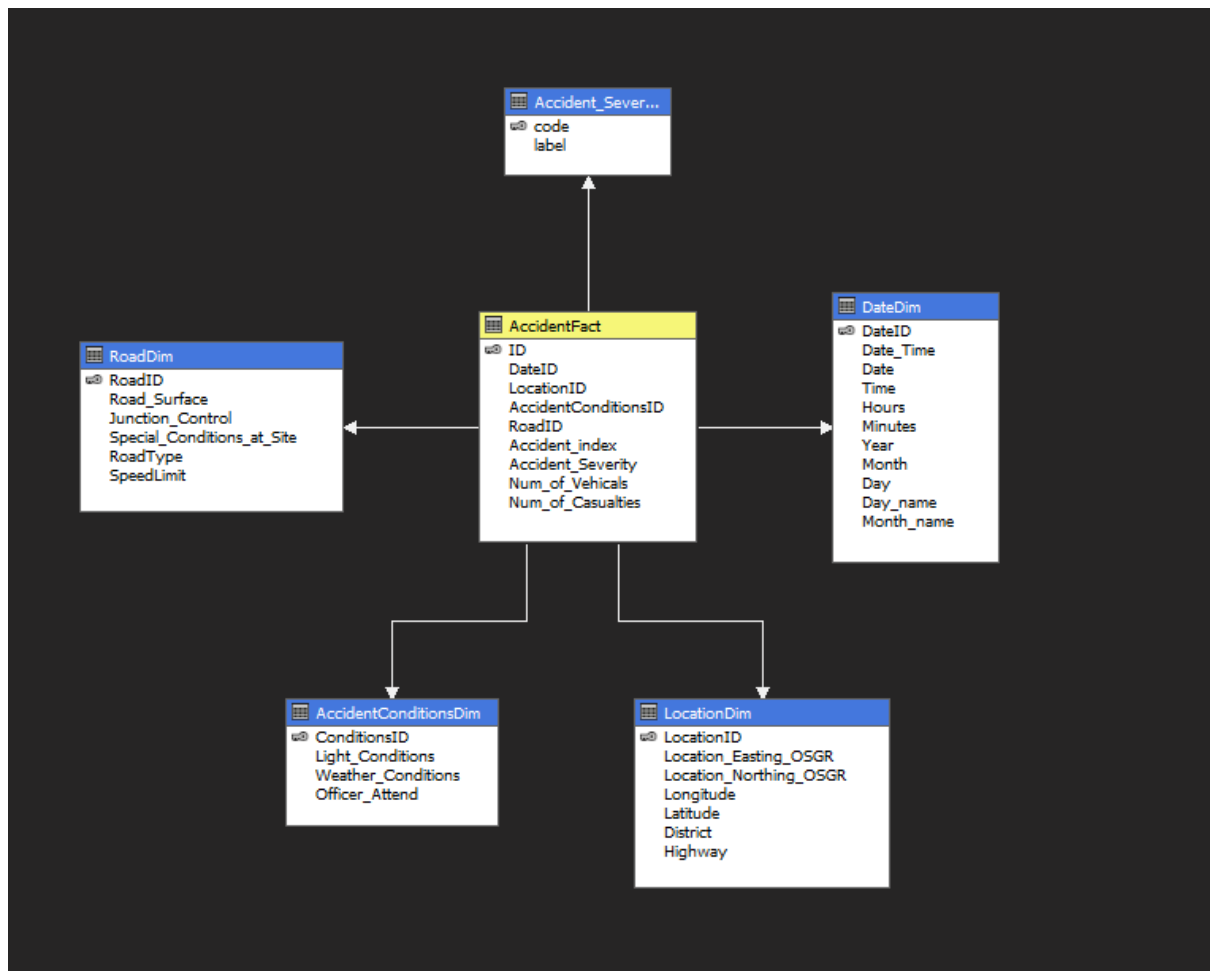 Accident_Sever...
code
label
AccidentFact
ID
DateID
LocationID
AccidentConditionsID
RoadID
Accident_index
Accident_Severity
Num_of_Vehicals
Num_of_Casualties
DateDim
DateID
Date_Time
Date
Time
Hours
Minutes
Year
Month
Day
Day_name
Month_name
RoadDim
RoadID
Road_Surface
Junction_Control
Special_Conditions_at_Site
RoadType
SpeedLimit
AccidentConditionsDim
ConditionsID
Light_Conditions
Weather_Conditions
Officer_Attend
LocationDim
LocationID
Location_Easting_OSGR
Location_Northing_OSGR
Longitude
Latitude
District
Highway